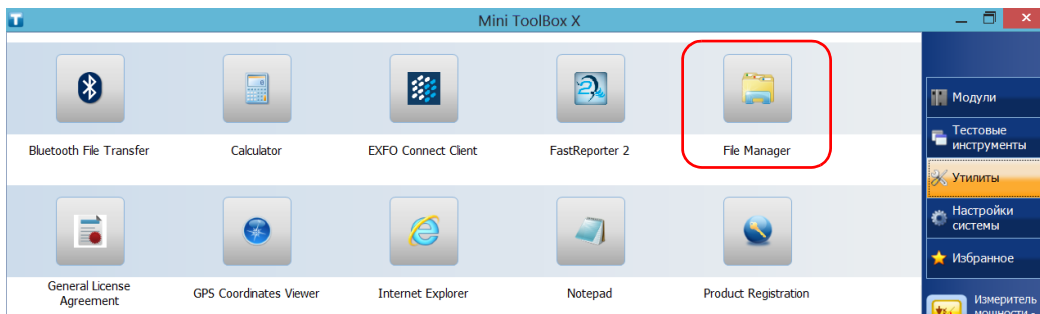 Mini ToolBox X
Bluetooth File Transfer
Calculator
EXFO Connect Client
FastReporter 2
File Manager
General License
Agreement
GPS Coordinates Viewer
Internet Explorer
Notepad
Product Registration
Модули
Тестовые
инструменты
Утилиты
Настройки
системы
Избранное
Измеритель
мощности -